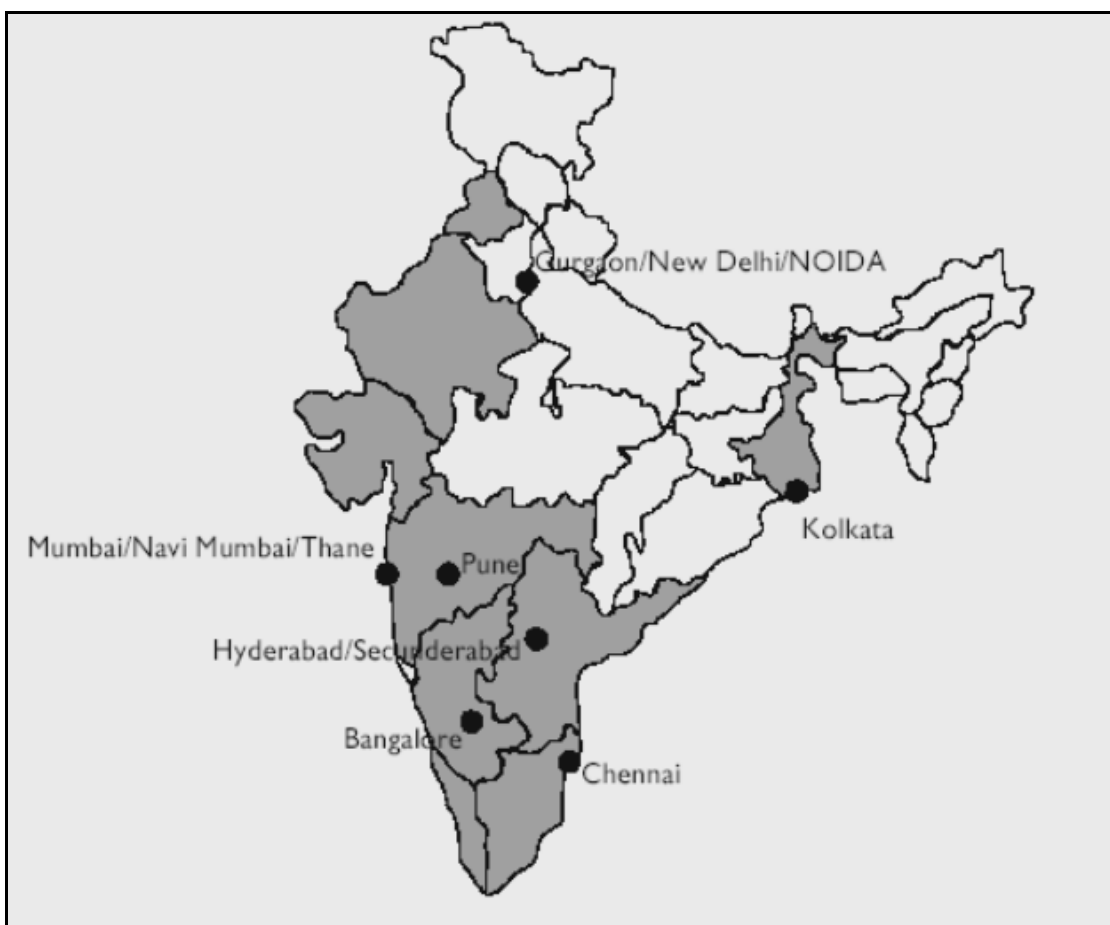 Gurgaon/New Delhi/NOIDA
Kolkata
Mumbai/Navi Mumbai/Thane
Pune
Hyderabad/Secunderabad
Bangalore
Chennai